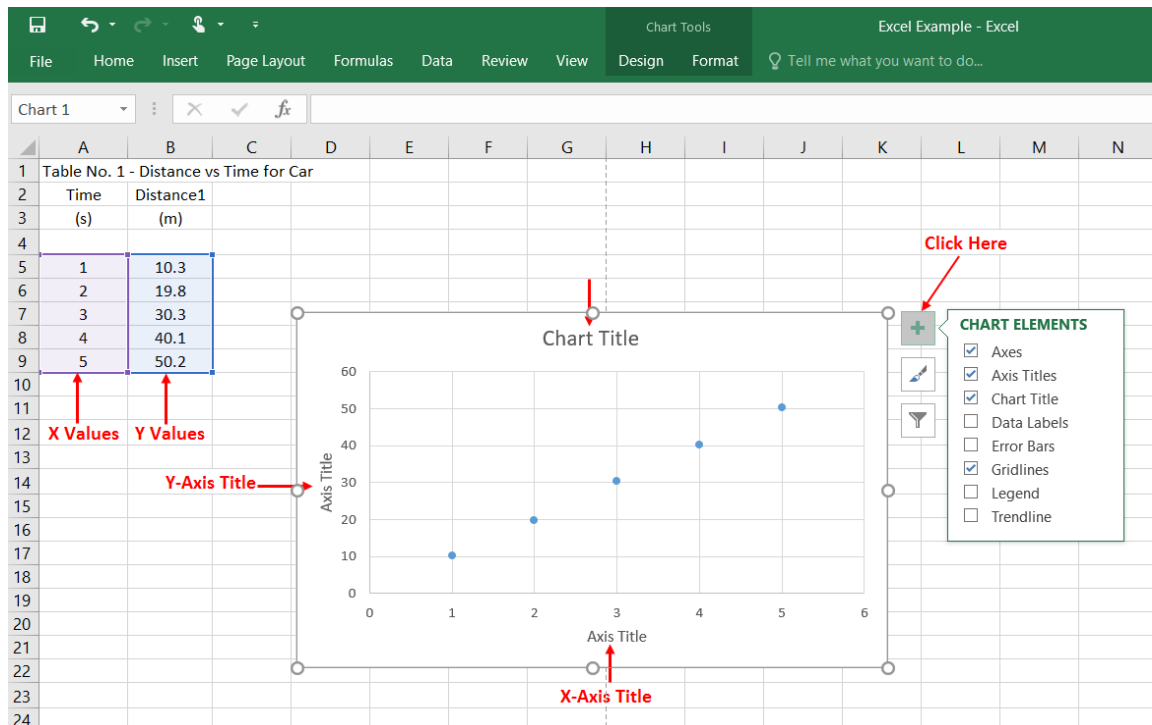 Chart Tools
Excel Example - Excel
File Home Insert Page Layout Formulas Data Review View Design Format Tell me what you want to do...
Chart 1 fx
A B C D E F G H I J K L M N
1 Table No. 1 - Distance vs Time for Car
2 Time Distance1
3 (s) (m)
4
Click Here
5 1 10.3
6 2 19.8
7 3 30.3
8 4 40.1
9 5 50.2
10
11
12 X Values Y Values
13
14
15
16
17
18
19
20
21
22
23
24
Chart Title
60
50
40
30
20
10
0
0 1 2 3 4 5 6
Y-Axis Title
Axis Title
Axis Title
X-Axis Title
CHART ELEMENTS
Axes
Axis Titles
Chart Title
Data Labels
Error Bars
Gridlines
Legend
Trendline